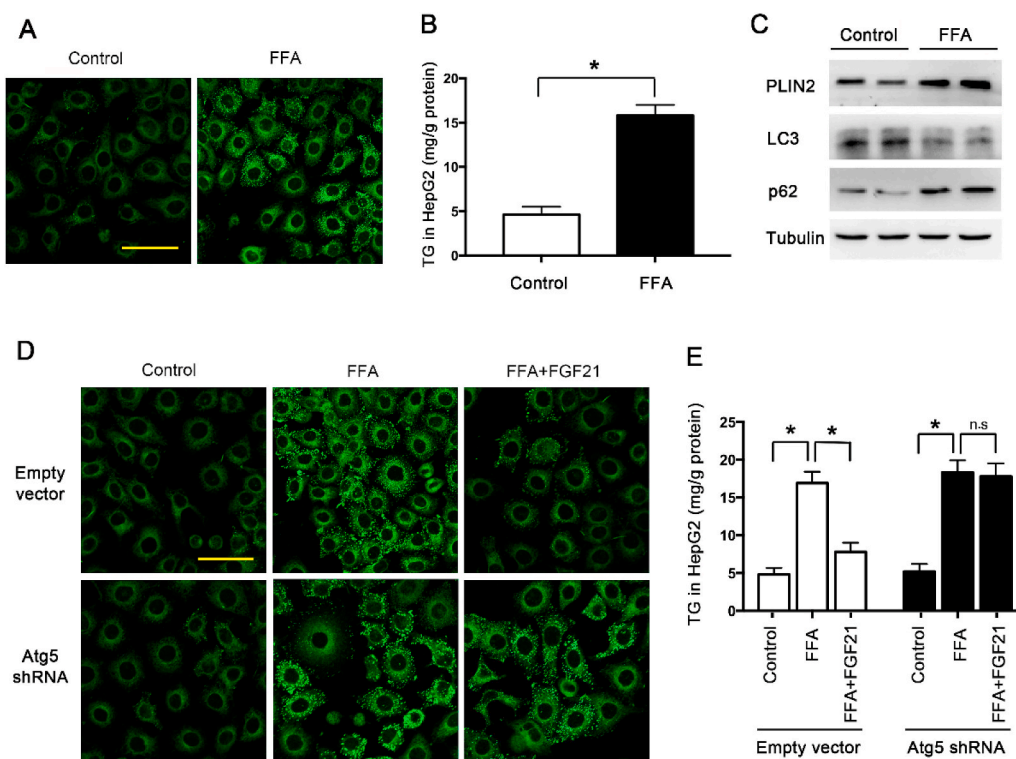 A
Control FFA
B
*
TG in HepG2 (mg/g protein)
20
15
10
5
0
Control FFA
C
Control FFA
PLIN2
LC3
p62
Tubulin
D
Control FFA FFA+FGF21
Empty
vector
Atg5
shRNA
E
TG in HepG2 (mg/g protein)
25
20
15
10
5
0
* * * n.s
Control FFA FFA+FGF21 Control FFA FFA+FGF21
Empty vector Atg5 shRNA